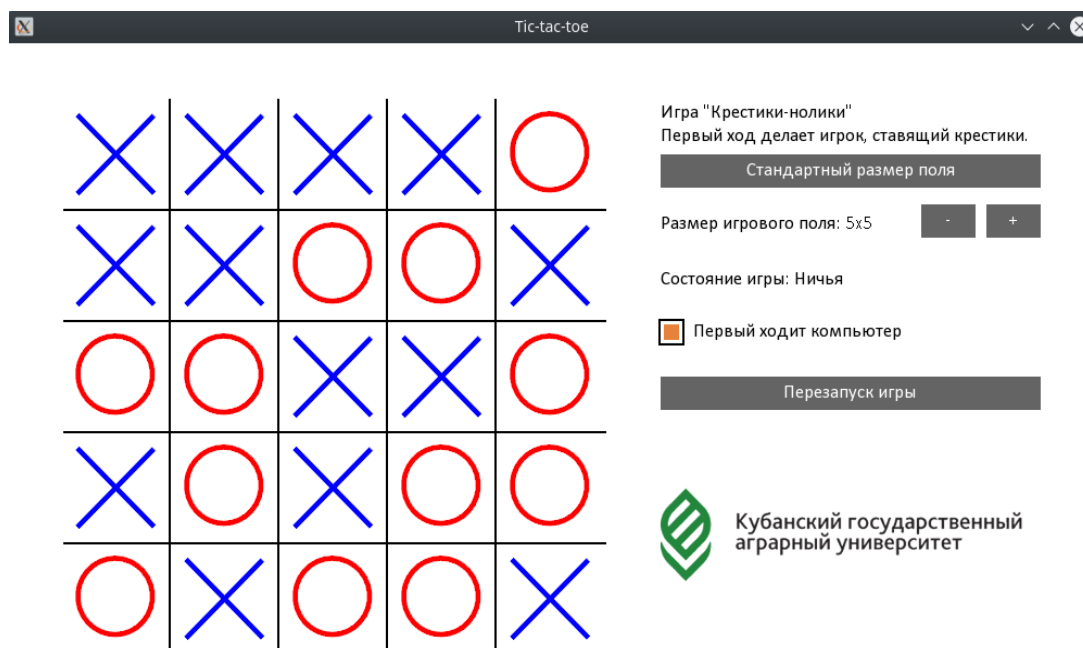 Tic-tac-toe
Игра "Крестики-нолики"
Первый ход делает игрок, ставящий крестики.
Стандартный размер поля
Размер игрового поля: 5x5
-
+
Состояние игры: Ничья
Первый ходит компьютер
Перезапуск игры
Кубанский государственный
аграрный университет